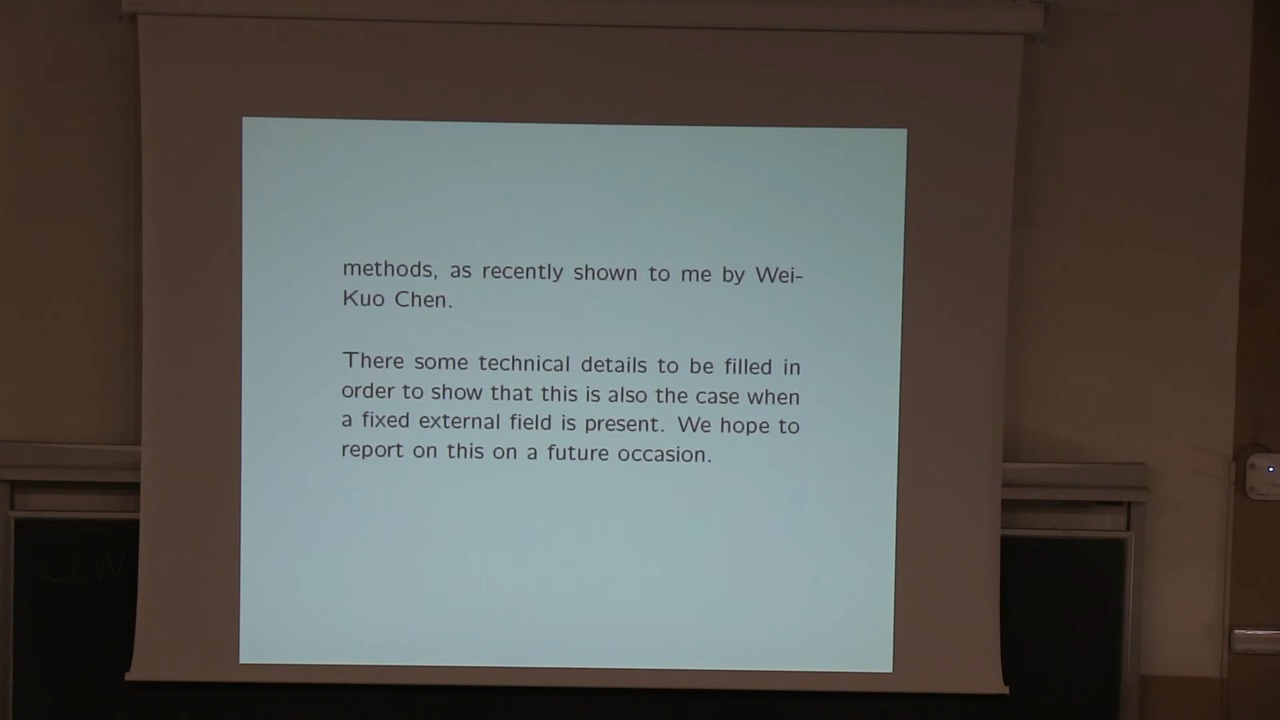 methods, as recently shown to me by Wei-
Kuo Chen.
There some technical details to be filled in
order to show that this is also the case when
a fixed external field is present. We hope to
report on this on a future occasion.